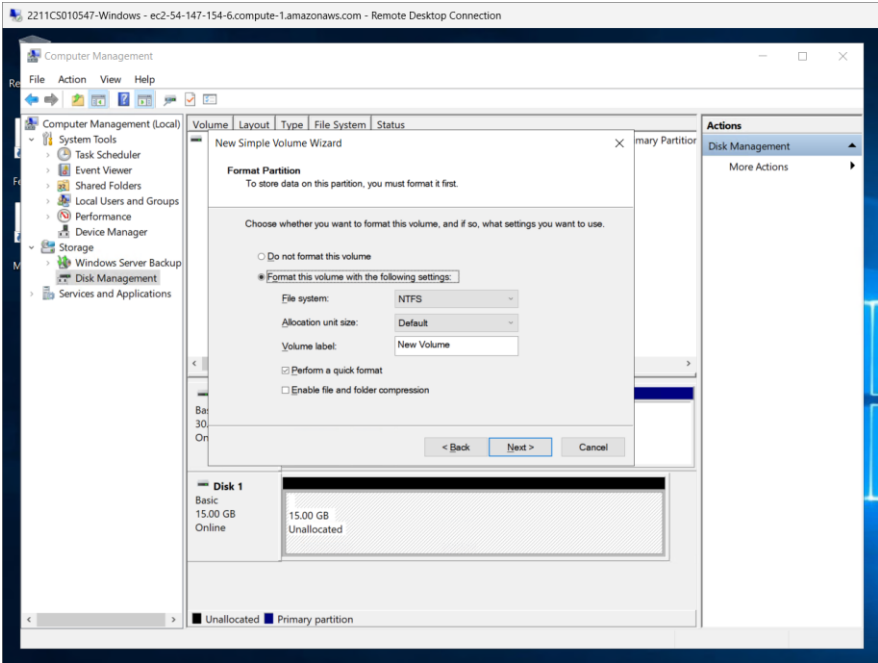 2211CS010547-Windows - ec2-54-147-154-6.compute-1.amazonaws.com - Remote Desktop Connection
Computer Management
File Action View Help
Computer Management (Local)
System Tools
Task Scheduler
Event Viewer
Shared Folders
Local Users and Groups
Performance
Device Manager
Storage
Windows Server Backup
Disk Management
Services and Applications
Volume Layout Type File System Status
mary Partition
New Simple Volume Wizard
Format Partition
To store data on this partition, you must format it first.
Choose whether you want to format this volume, and if so, what settings you want to use.
Do not format this volume
Format this volume with the following settings:
File system: NTFS
Allocation unit size: Default
Volume label: New Volume
Perform a quick format
Enable file and folder compression
< Back Next > Cancel
Ba
30.
On
Disk 1
Basic
15.00 GB
Online
15.00 GB
Unallocated
Unallocated Primary partition
Actions
Disk Management
More Actions